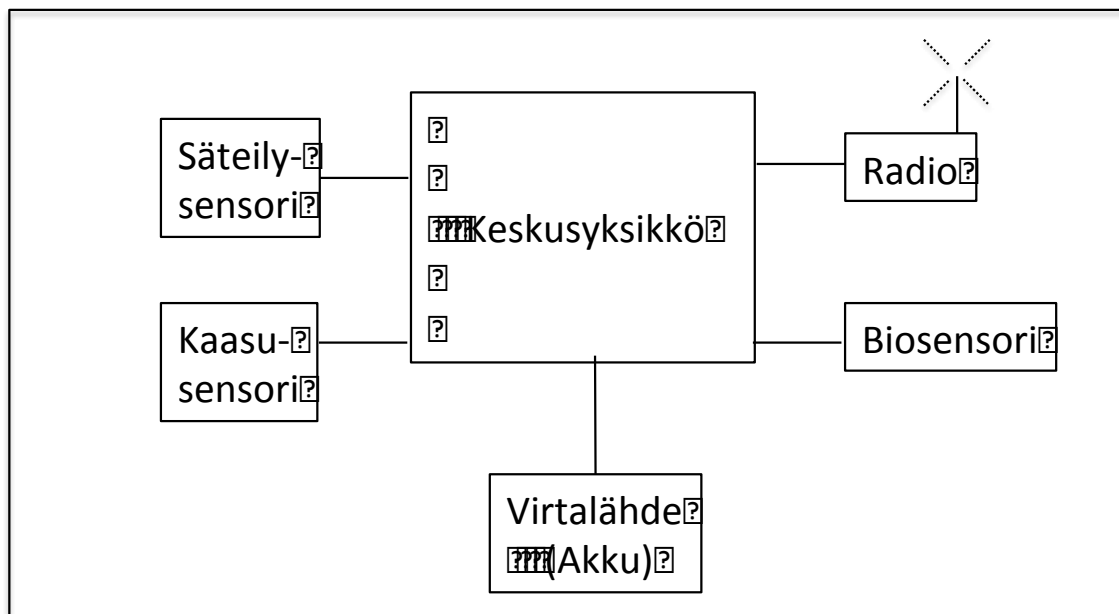 Säteily-
sensori
Kaasu-
sensori
Keskusyksikkö
Radio
Biosensori
Virtalähde
(Akku)